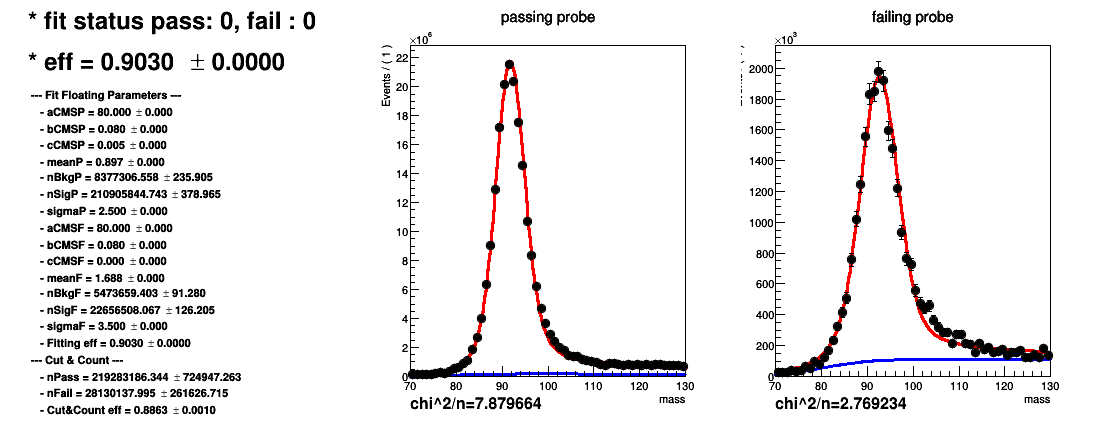 * fit status pass: 0, fail : 0
* eff = 0.9030 ± 0.0000
--- Fit Floating Parameters ---
- aCMSP = 80.000 ± 0.000
- bCMSP = 0.080 ± 0.000
- cCMSP = 0.005 ± 0.000
- meanP = 0.897 ± 0.000
- nBkgP = 8377306.558 ± 235.905
- nSigP = 210905844.743 ± 378.965
- sigmaP = 2.500 ± 0.000
- aCMSF = 80.000 ± 0.000
- bCMSF = 0.080 ± 0.000
- cCMSF = 0.000 ± 0.000
- meanF = 1.688 ± 0.000
- nBkgF = 5473659.403 ± 91.280
- nSigF = 22656508.067 ± 126.205
- sigmaF = 3.500 ± 0.000
- Fitting eff = 0.9030 ± 0.0000
--- Cut & Count ---
- nPass = 219283186.344 ± 724947.263
- nFail = 28130137.995 ± 261626.715
- Cut&Count eff = 0.8863 ± 0.0010
passing probe
×10⁶
Events / ( 1 )
22
20
18
16
14
12
10
8
6
4
2
0
70 80 90 100 110 120 130
mass
chi^2/n=7.879664
failing probe
×10³
2000
1800
1600
1400
1200
1000
800
600
400
200
0
70 80 90 100 110 120 130
mass
chi^2/n=2.769234